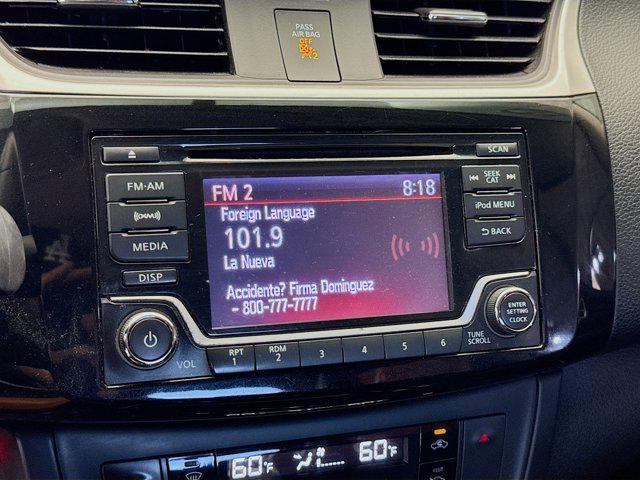 PASS
AIR BAG
OFF
2
SCAN
FM·AM
MEDIA
DISP
VOL
FM 2
8:18
Foreign Language
101.9
La Nueva
Accidente? Firma Dominguez
- 800-777-7777
SEEK
CAT
iPod MENU
BACK
ENTER
SETTING
CLOCK
TUNE
SCROLL
RPT
1
RDM
2
3
4
5
6
60°F
60°F